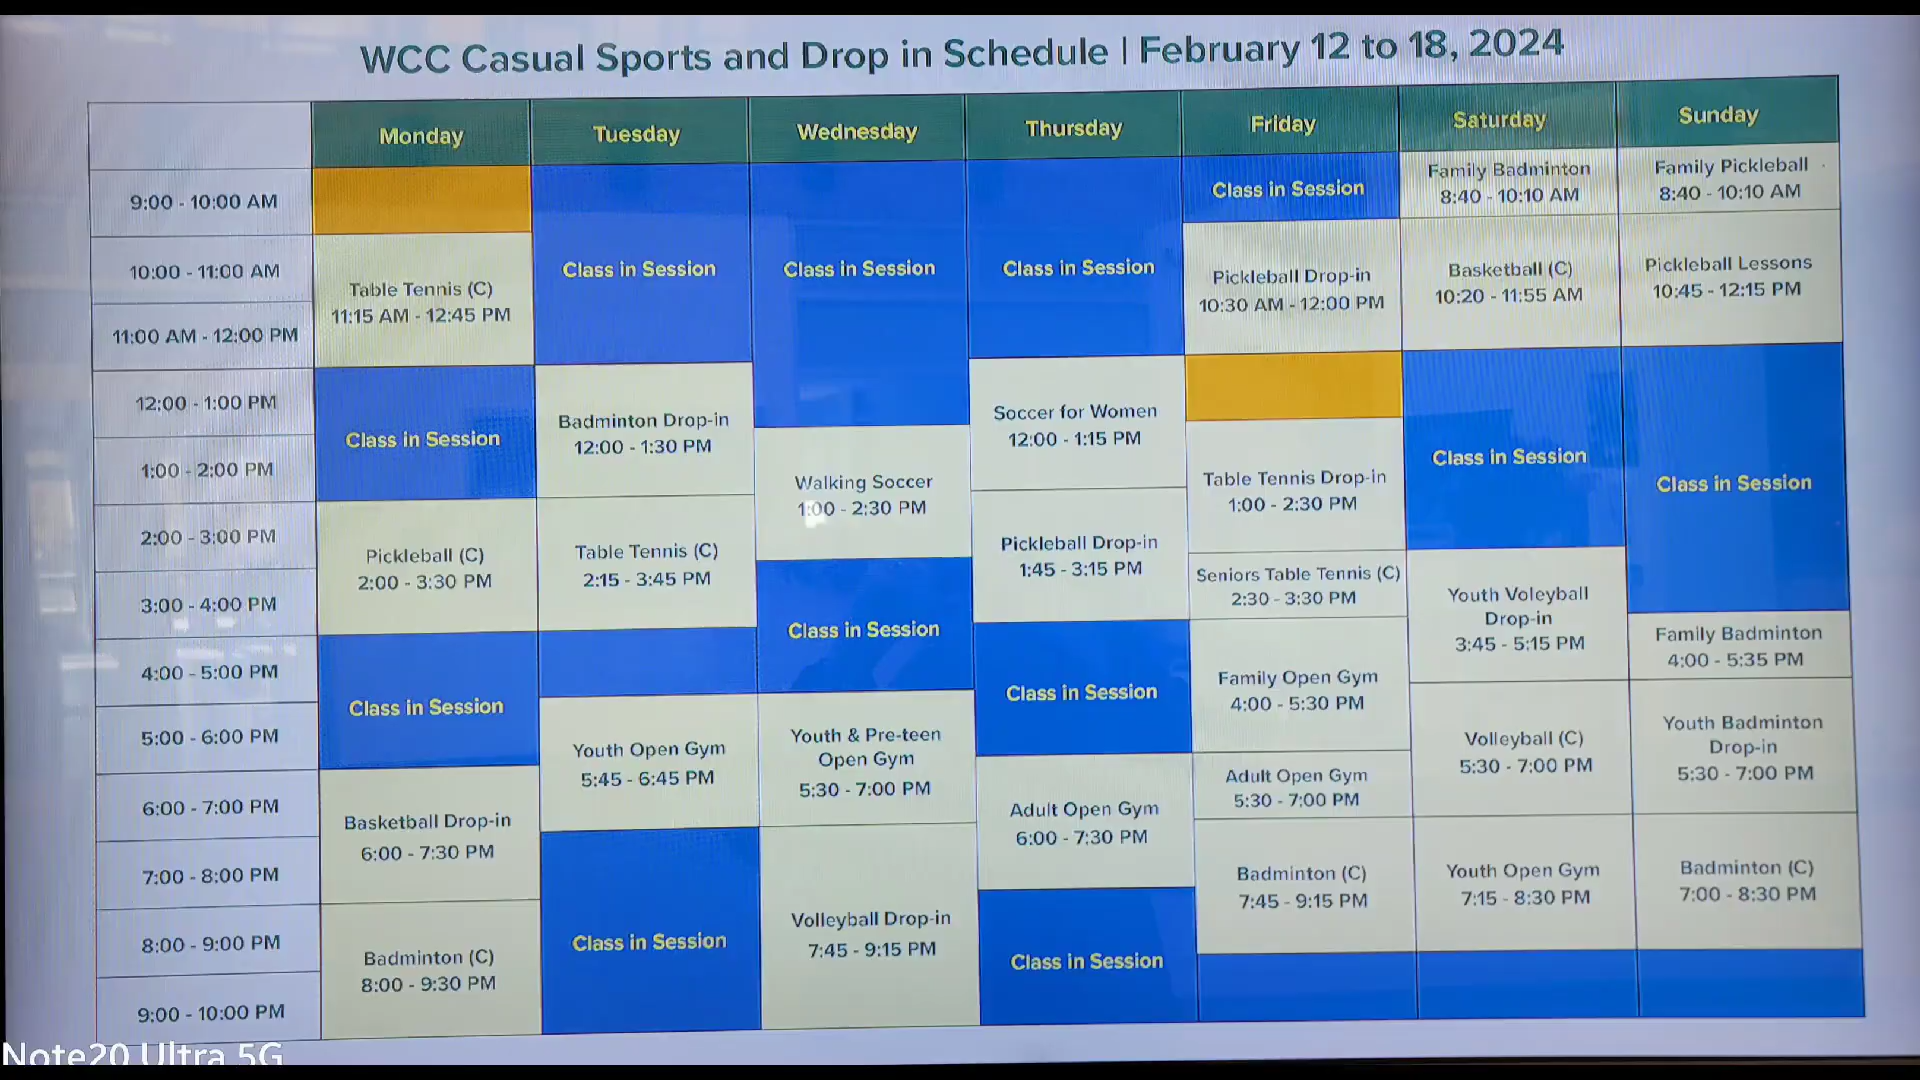 WCC Casual Sports and Drop in Schedule | February 12 to 18, 2024
Monday
Tuesday
Wednesday
Thursday
Friday
Saturday
Sunday
9:00 - 10:00 AM
10:00 - 11:00 AM
11:00 AM - 12:00 PM
12:00 - 1:00 PM
1:00 - 2:00 PM
2:00 - 3:00 PM
3:00 - 4:00 PM
4:00 - 5:00 PM
5:00 - 6:00 PM
6:00 - 7:00 PM
7:00 - 8:00 PM
8:00 - 9:00 PM
9:00 - 10:00 PM
Table Tennis (C)
11:15 AM - 12:45 PM
Class in Session
Pickleball (C)
2:00 - 3:30 PM
Class in Session
Basketball Drop-in
6:00 - 7:30 PM
Badminton (C)
8:00 - 9:30 PM
Class in Session
Badminton Drop-in
12:00 - 1:30 PM
Table Tennis (C)
2:15 - 3:45 PM
Youth Open Gym
5:45 - 6:45 PM
Class in Session
Class in Session
Walking Soccer
1:00 - 2:30 PM
Class in Session
Youth & Pre-teen
Open Gym
5:30 - 7:00 PM
Volleyball Drop-in
7:45 - 9:15 PM
Class in Session
Soccer for Women
12:00 - 1:15 PM
Pickleball Drop-in
1:45 - 3:15 PM
Class in Session
Adult Open Gym
6:00 - 7:30 PM
Class in Session
Class in Session
Pickleball Drop-in
10:30 AM - 12:00 PM
Table Tennis Drop-in
1:00 - 2:30 PM
Seniors Table Tennis (C)
2:30 - 3:30 PM
Family Open Gym
4:00 - 5:30 PM
Adult Open Gym
5:30 - 7:00 PM
Badminton (C)
7:45 - 9:15 PM
Family Badminton
8:40 - 10:10 AM
Basketball (C)
10:20 - 11:55 AM
Class in Session
Youth Voleyball
Drop-in
3:45 - 5:15 PM
Volleyball (C)
5:30 - 7:00 PM
Youth Open Gym
7:15 - 8:30 PM
Family Pickleball
8:40 - 10:10 AM
Pickleball Lessons
10:45 - 12:15 PM
Class in Session
Family Badminton
4:00 - 5:35 PM
Youth Badminton
Drop-in
5:30 - 7:00 PM
Badminton (C)
7:00 - 8:30 PM
Note20 Ultra 5G